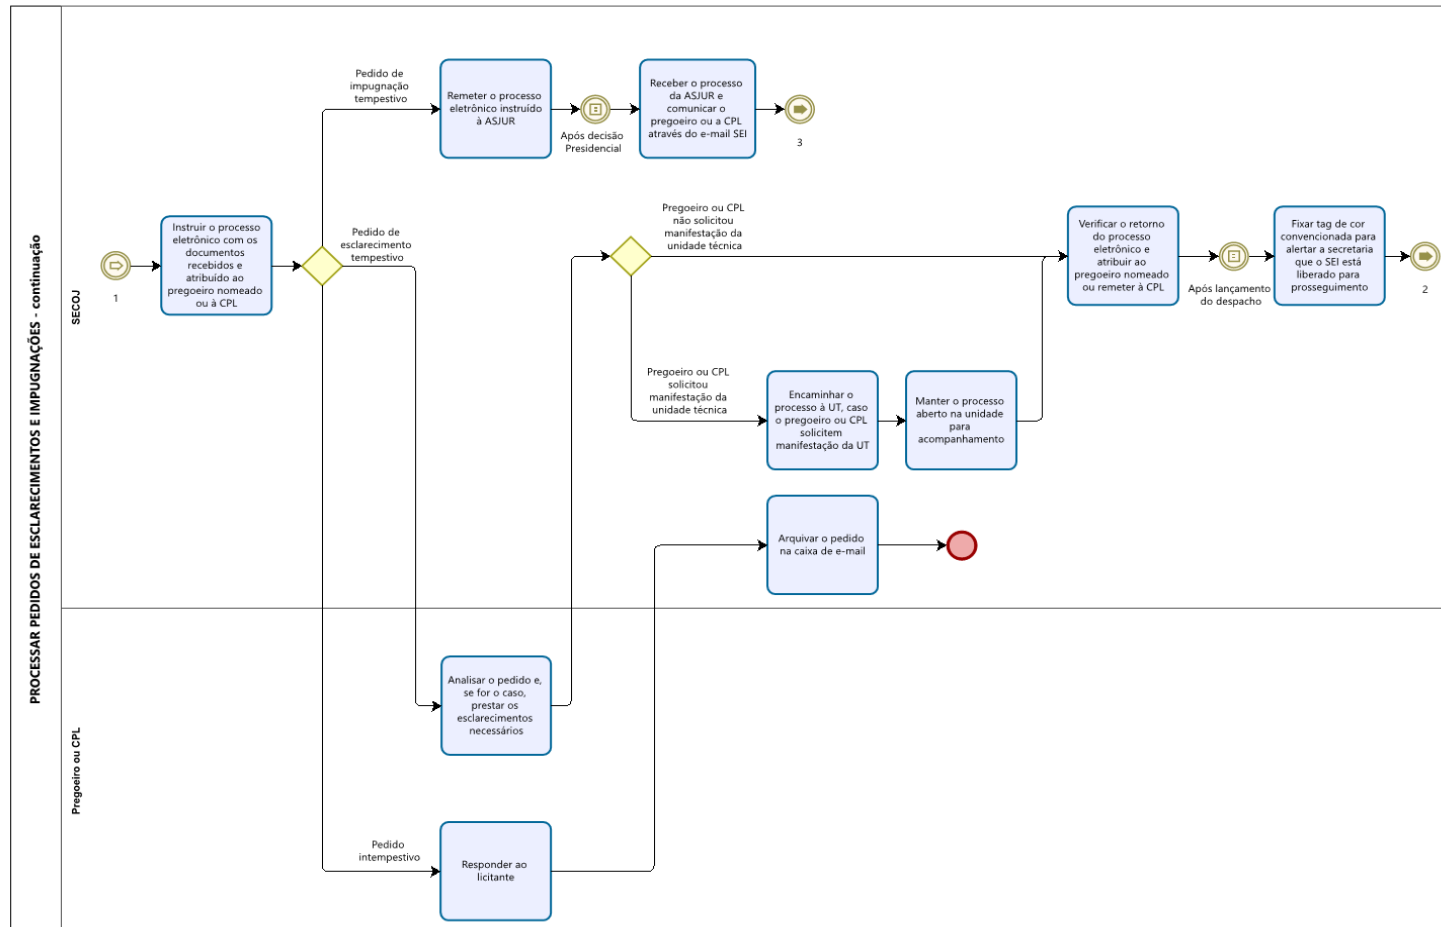 PROCESSAR PEDIDOS DE ESCLARECIMENTOS E IMPUGNAÇÕES - continuação
SECOJ
1
Instruir o processo
eletrônico com os
documentos
recebidos e
atribuído ao
pregoeiro nomeado
ou à CPL
Pedido de
impugnação
tempestivo
Remeter o processo
eletrônico instruído
à ASJUR
Após decisão
Presidencial
Receber o processo
da ASJUR e
comunicar o
pregoeiro ou a CPL
através do e-mail SEI
3
Pedido de
esclarecimento
tempestivo
Pregoeiro ou CPL
não solicitou
manifestação da
unidade técnica
Verificar o retorno
do processo
eletrônico e
atribuir ao
pregoeiro nomeado
ou remeter à CPL
Após lançamento
do despacho
Fixar tag de cor
convencionada para
alertar a secretaria
que o SEI está
liberado para
prosseguimento
2
Pregoeiro ou CPL
solicitou
manifestação da
unidade técnica
Encaminhar o
processo à UT, caso
o pregoeiro ou CPL
solicitem
manifestação da UT
Manter o processo
aberto na unidade
para
acompanhamento
Arquivar o pedido
na caixa de e-mail
Pregoeiro ou CPL
Analisar o pedido e,
se for o caso,
prestar os
esclarecimentos
necessários
Pedido
intempestivo
Responder ao
licitante